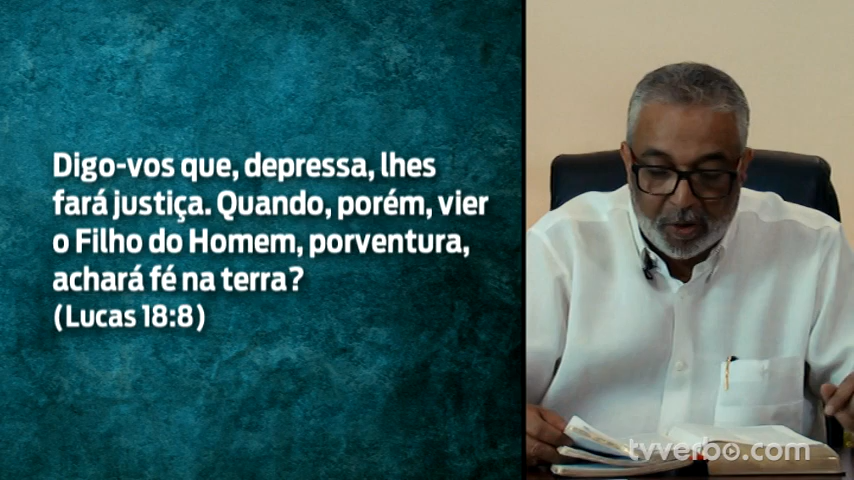 Digo-vos que, depressa, lhes
fará justiça. Quando, porém, vier
o Filho do Homem, porventura,
achará fé na terra?
(Lucas 18:8)
tvverbo.com